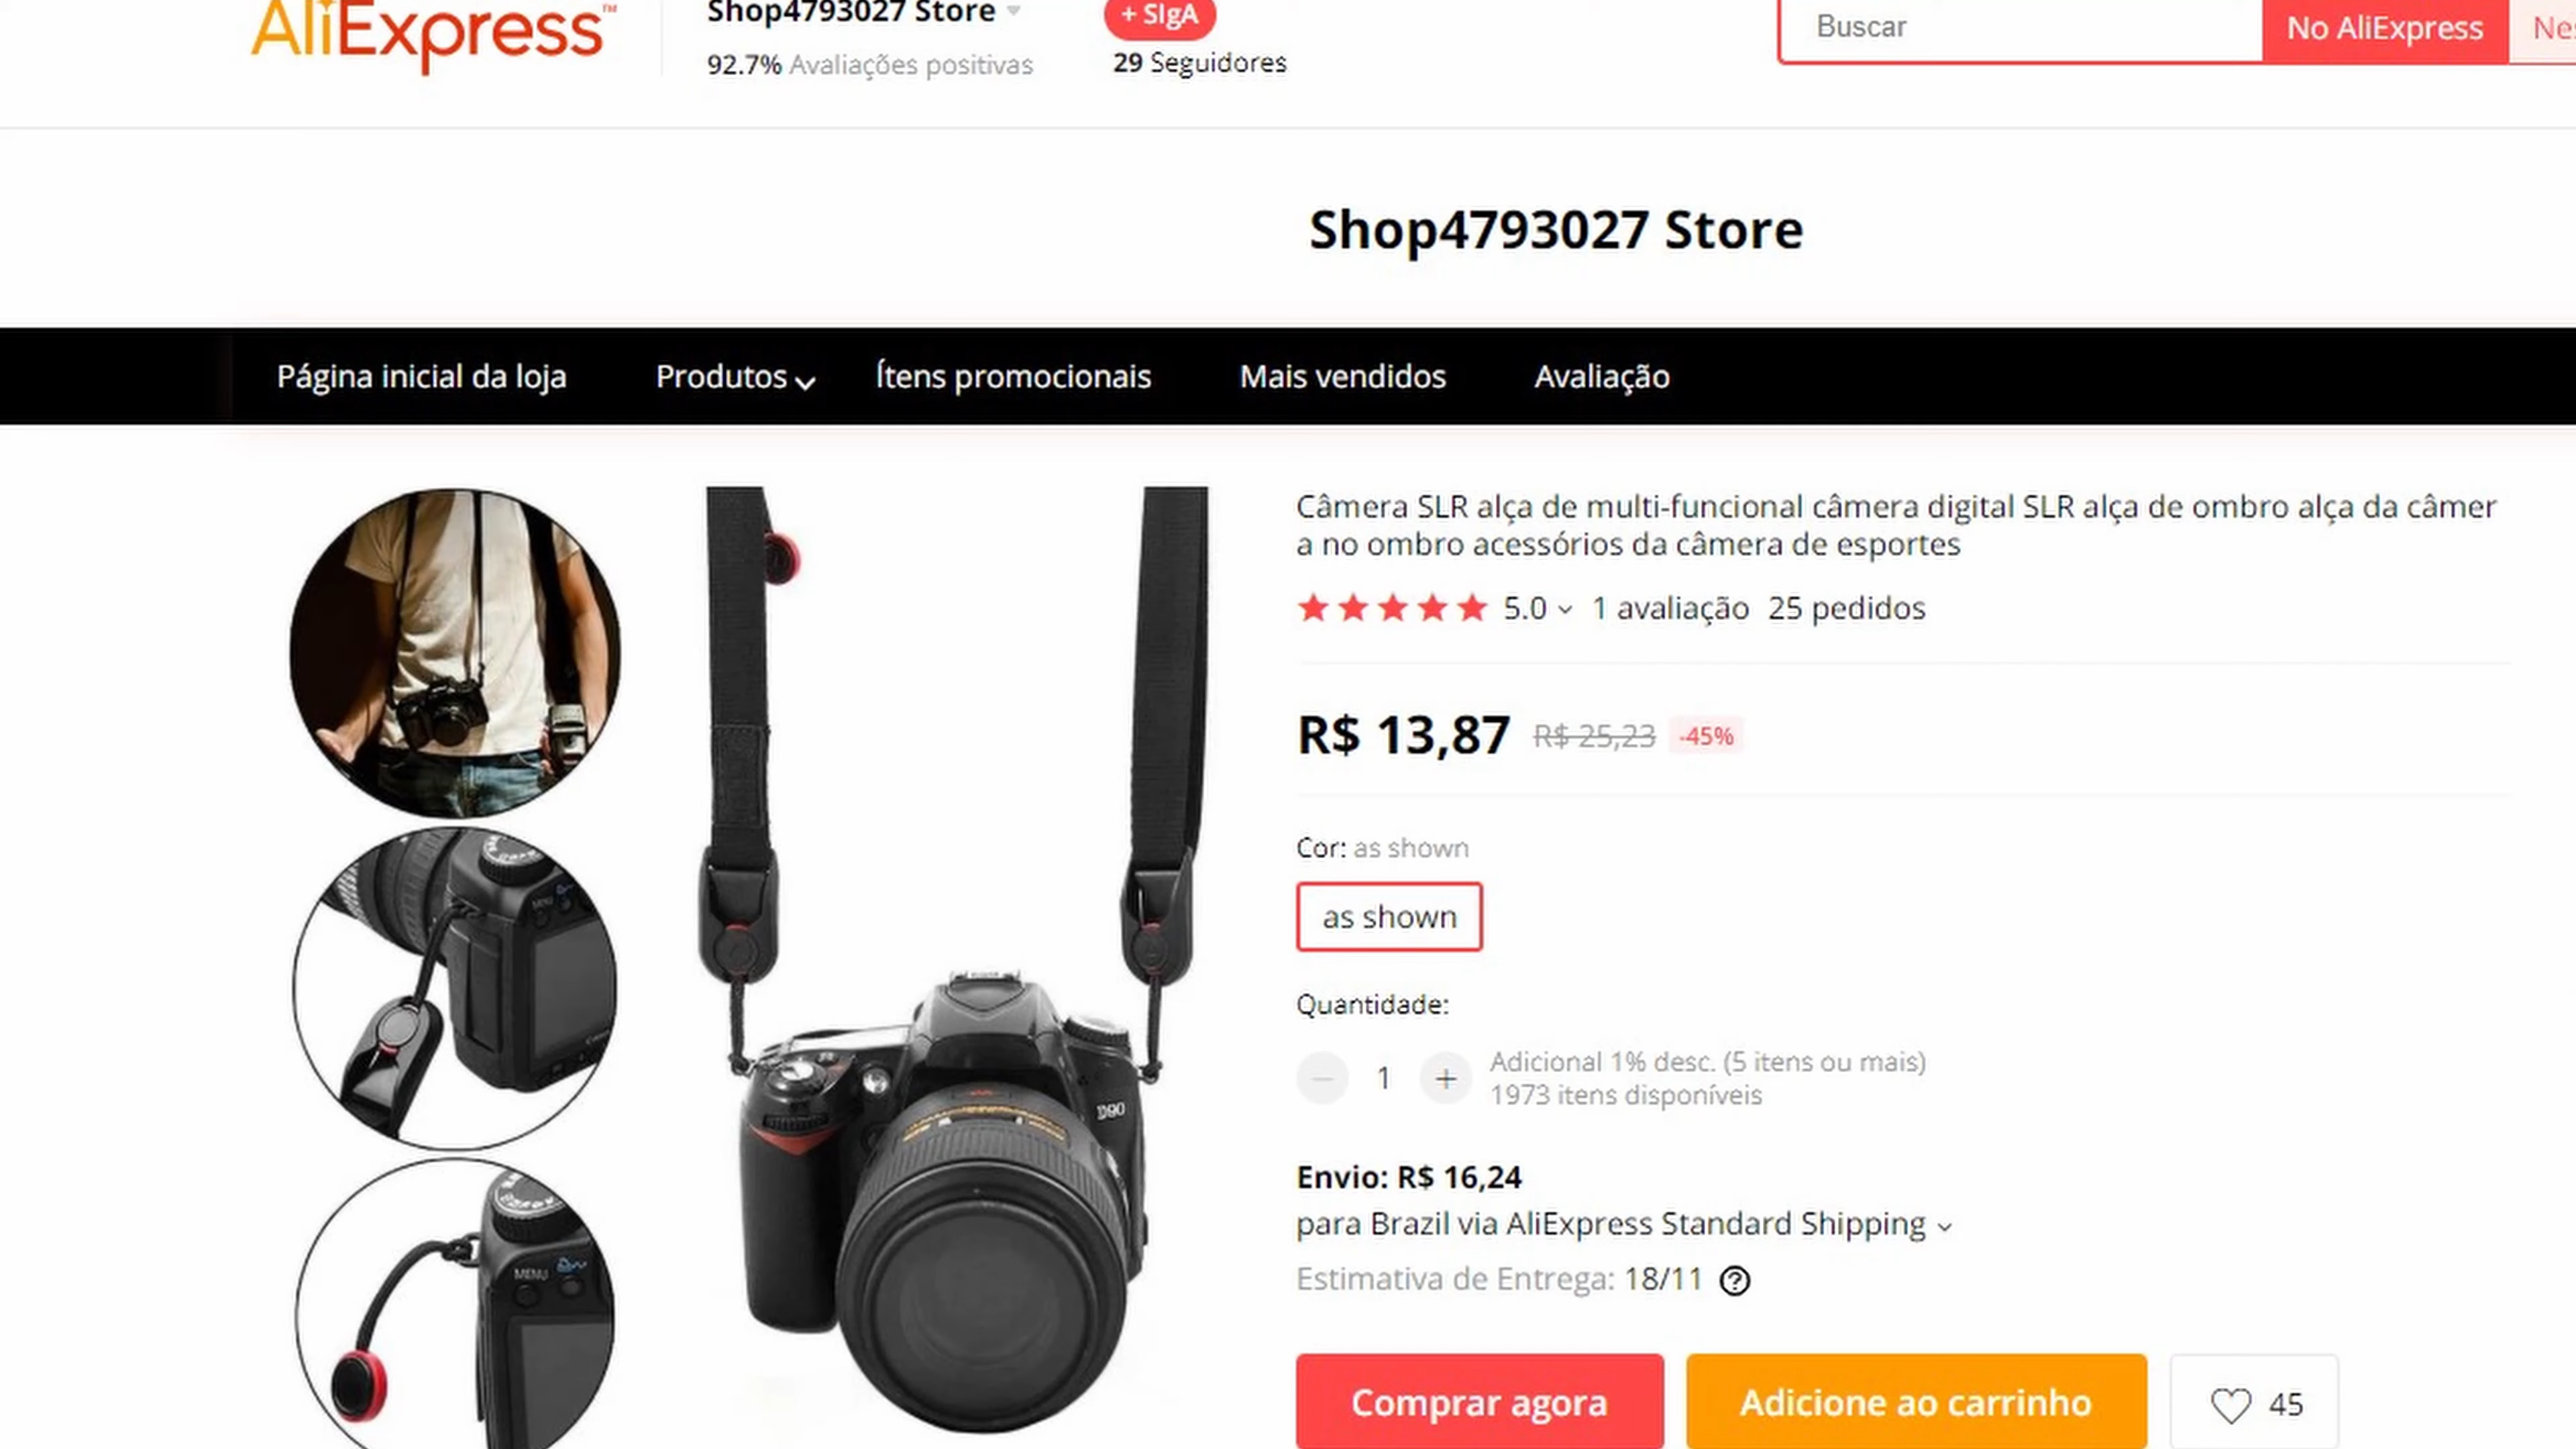 AliExpress™
Shop4793027 Store
+ SIgA
92.7% Avaliações positivas
29 Seguidores
Buscar
No AliExpress
Shop4793027 Store
Página inicial da loja
Produtos
Ítens promocionais
Mais vendidos
Avaliação
Câmera SLR alça de multi-funcional câmera digital SLR alça de ombro alça da câmer
a no ombro acessórios da câmera de esportes
5.0
1 avaliação
25 pedidos
R$ 13,87
R$ 25,23
-45%
Cor: as shown
as shown
Quantidade:
1
Adicional 1% desc. (5 itens ou mais)
1973 itens disponíveis
Envio: R$ 16,24
para Brazil via AliExpress Standard Shipping
Estimativa de Entrega: 18/11
Comprar agora
Adicione ao carrinho
45
D90
MENU
MENU